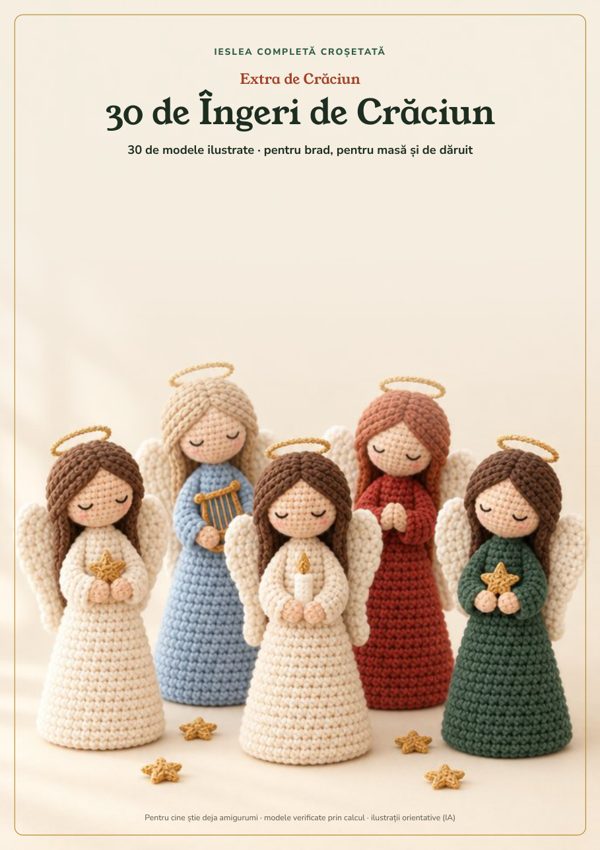 IESLEA COMPLETĂ CROȘETATĂ
Extra de Crăciun
30 de Îngeri de Crăciun
30 de modele ilustrate · pentru brad, pentru masă și de dăruit
Pentru cine știe deja amigurumi · modele verificate prin calcul · ilustrații orientative (IA)